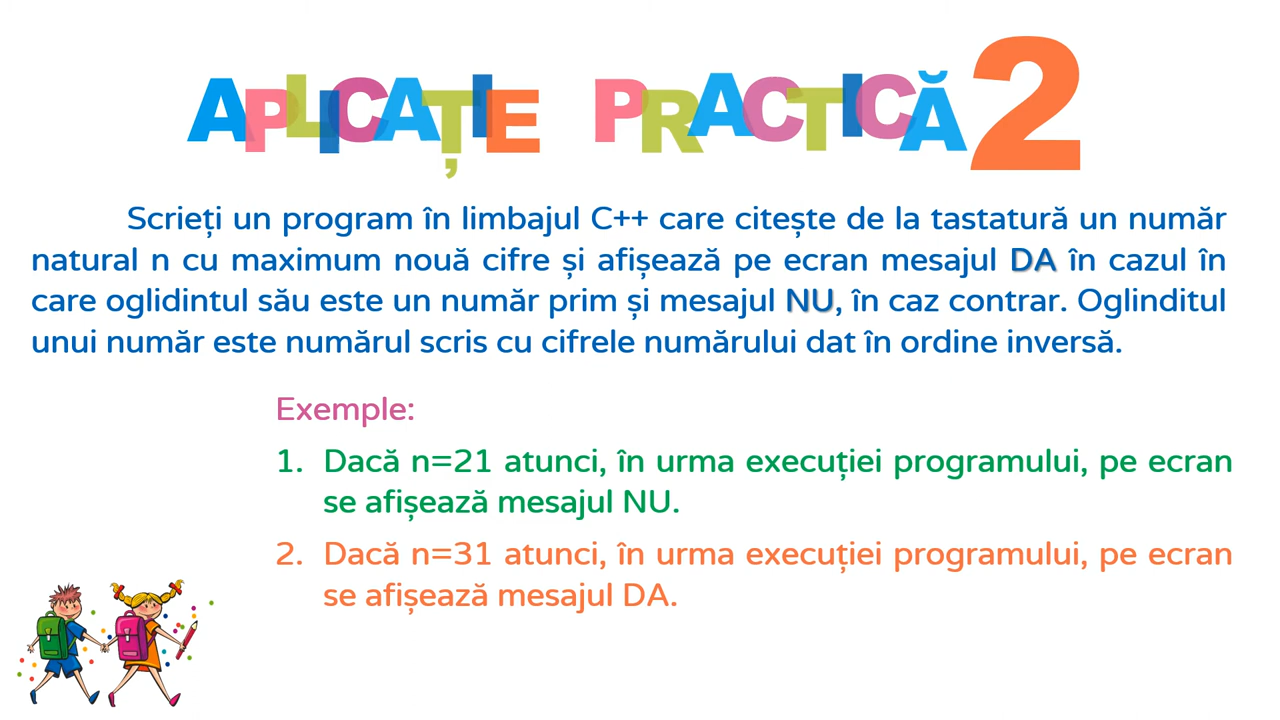 APLICAȚIE PRACTICĂ 2
Scrieți un program în limbajul C++ care citește de la tastatură un număr
natural n cu maximum nouă cifre și afișează pe ecran mesajul DA în cazul în
care oglidintul său este un număr prim și mesajul NU, în caz contrar. Oglinditul
unui număr este numărul scris cu cifrele numărului dat în ordine inversă.
Exemple:
1. Dacă n=21 atunci, în urma execuției programului, pe ecran
se afișează mesajul NU.
2. Dacă n=31 atunci, în urma execuției programului, pe ecran
se afișează mesajul DA.